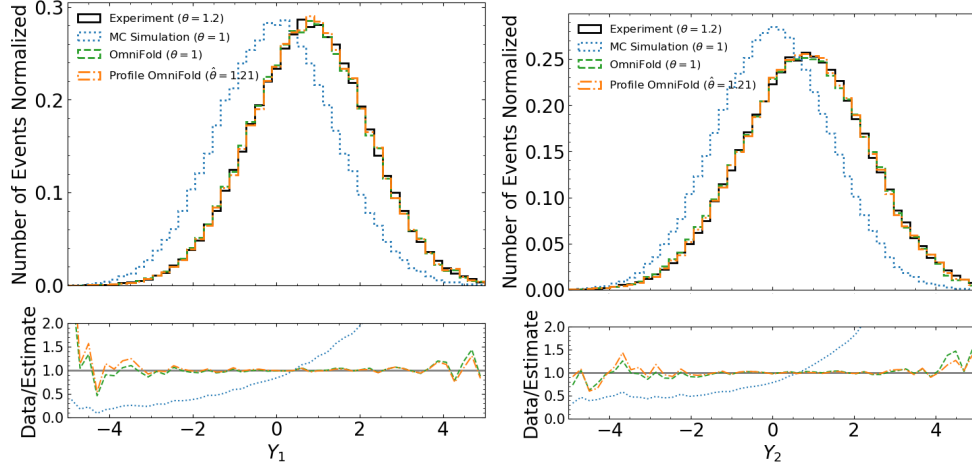 Number of Events Normalized
0.3
0.2
0.1
0.0
Experiment (θ = 1.2)
MC Simulation (θ = 1)
OmniFold (θ = 1)
Profile OmniFold (θ̂ = 1.21)
Data/Estimate
2.0
1.5
1.0
0.5
0.0
−4 −2 0 2 4
Y₁
Number of Events Normalized
0.25
0.20
0.15
0.10
0.05
0.00
Experiment (θ = 1.2)
MC Simulation (θ = 1)
OmniFold (θ = 1)
Profile OmniFold (θ̂ = 1.21)
Data/Estimate
2.0
1.5
1.0
0.5
0.0
−4 −2 0 2 4
Y₂